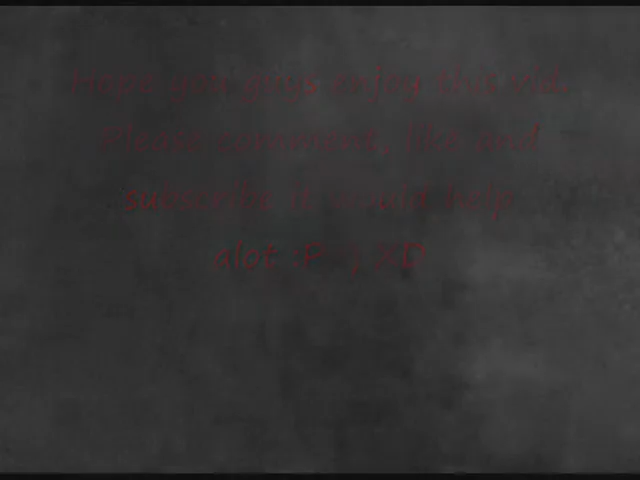 Hope you guys enjoy this vid.
Please comment, like and
subscribe it would help
alot :P =) XD